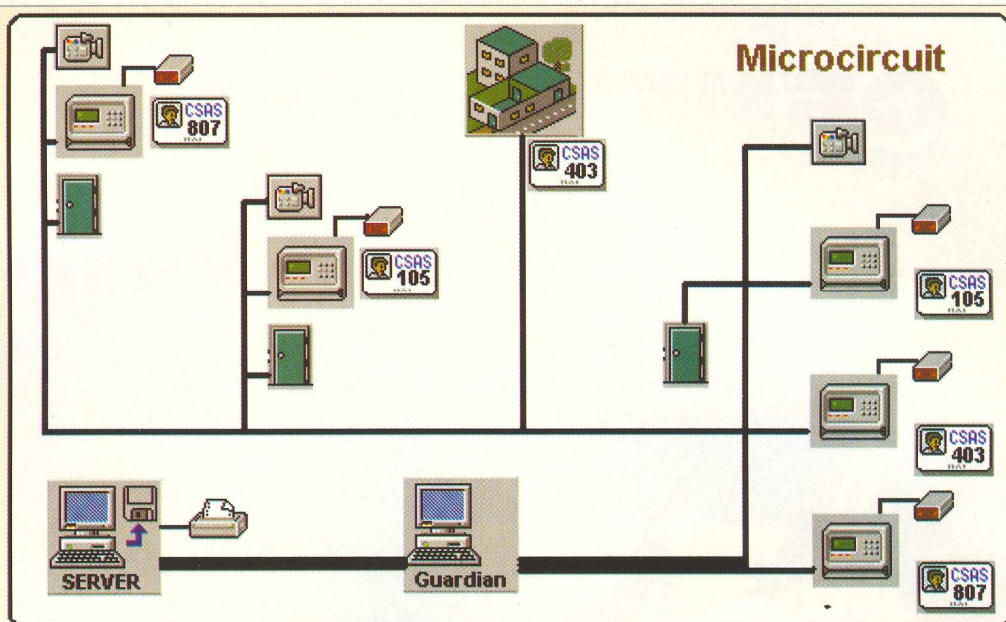 Microcircuit
CSAS
807
CSAS
403
CSAS
105
CSAS
105
CSAS
403
CSAS
807
SERVER
Guardian